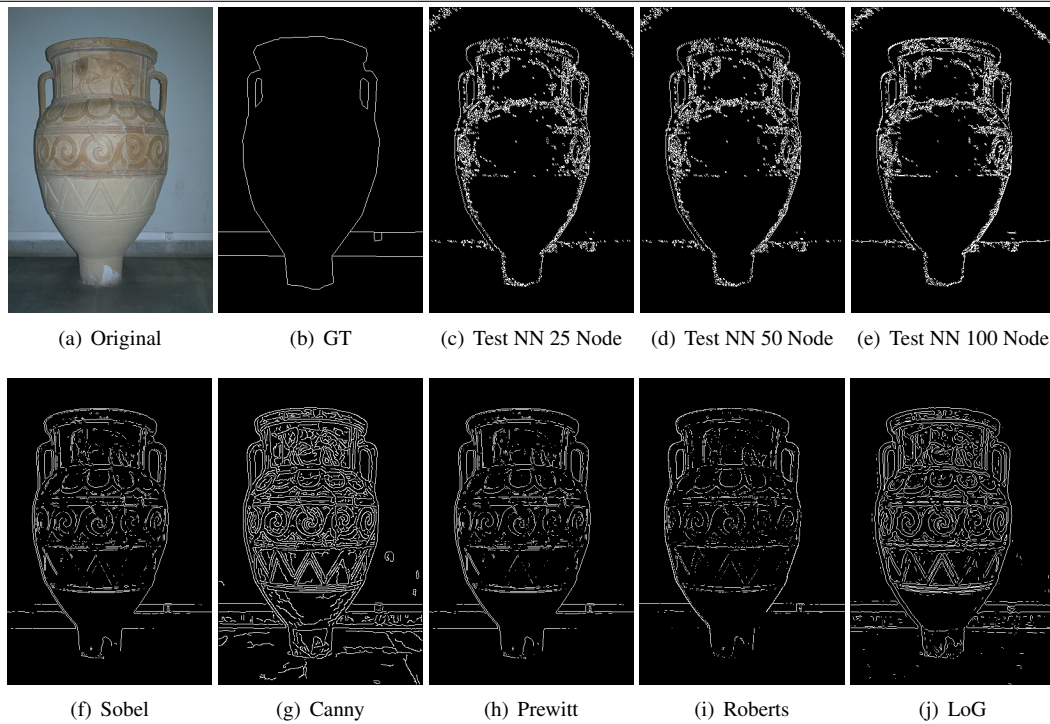 (a) Original
(b) GT
(c) Test NN 25 Node
(d) Test NN 50 Node
(e) Test NN 100 Node
(f) Sobel
(g) Canny
(h) Prewitt
(i) Roberts
(j) LoG